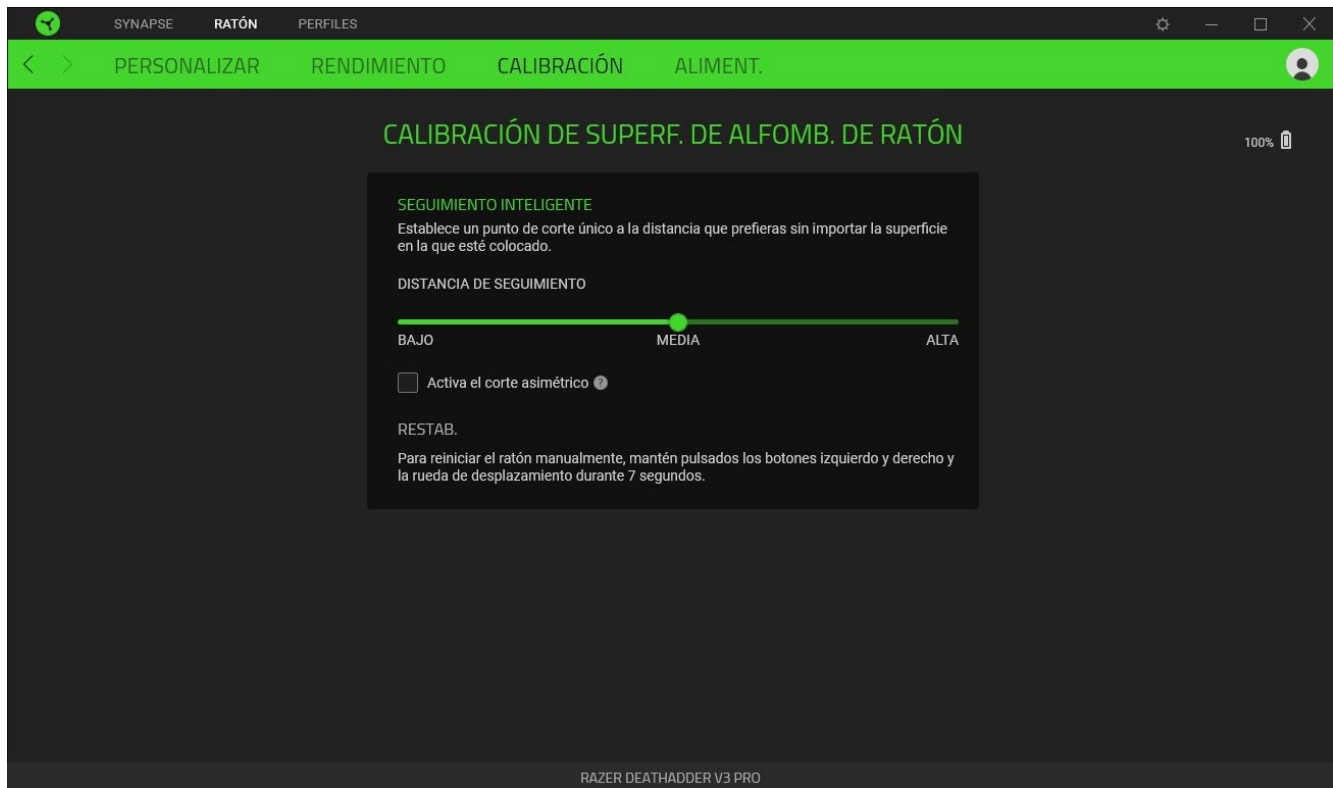 SYNAPSE RATÓN PERFILES
PERSONALIZAR RENDIMIENTO CALIBRACIÓN ALIMENT.
CALIBRACIÓN DE SUPERF. DE ALFOMB. DE RATÓN
100%
SEGUIMIENTO INTELIGENTE
Establece un punto de corte único a la distancia que prefieras sin importar la superficie
en la que esté colocado.
DISTANCIA DE SEGUIMIENTO
BAJO MEDIA ALTA
Activa el corte asimétrico ?
RESTAB.
Para reiniciar el ratón manualmente, mantén pulsados los botones izquierdo y derecho y
la rueda de desplazamiento durante 7 segundos.
RAZER DEATHADDER V3 PRO